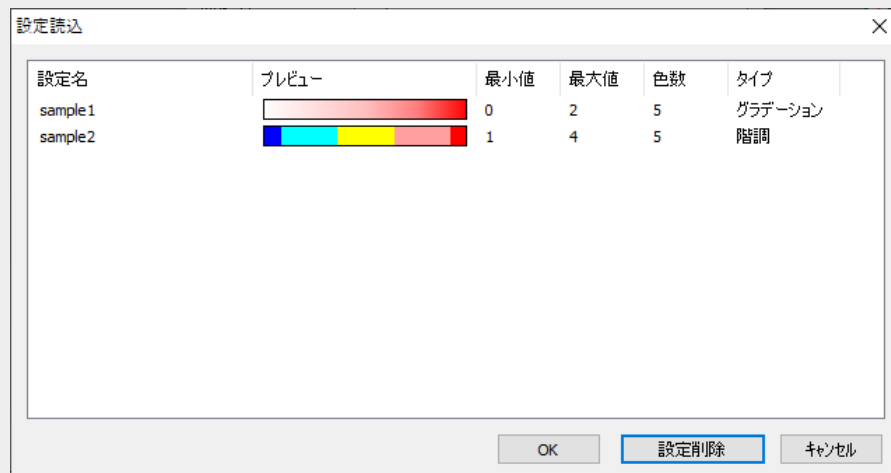 設定読込
設定名 プレビュー 最小値 最大値 色数 タイプ
sample1 0 2 5 グラデーション
sample2 1 4 5 階調
OK 設定削除 キャンセル